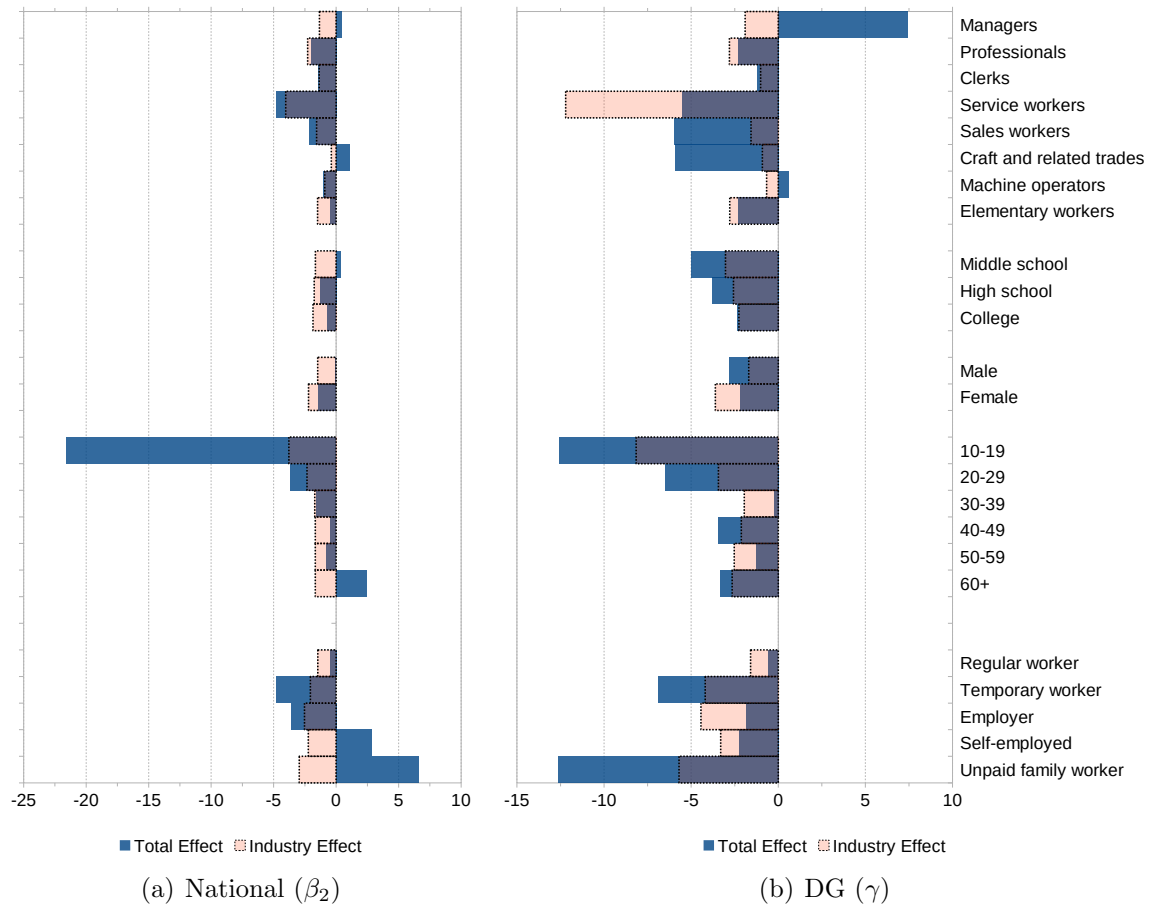 Managers
Professionals
Clerks
Service workers
Sales workers
Craft and related trades
Machine operators
Elementary workers
Middle school
High school
College
Male
Female
10-19
20-29
30-39
40-49
50-59
60+
Regular worker
Temporary worker
Employer
Self-employed
Unpaid family worker
-25 -20 -15 -10 -5 0 5 10
-15 -10 -5 0 5 10
Total Effect Industry Effect
Total Effect Industry Effect
(a) National (β₂)
(b) DG (γ)